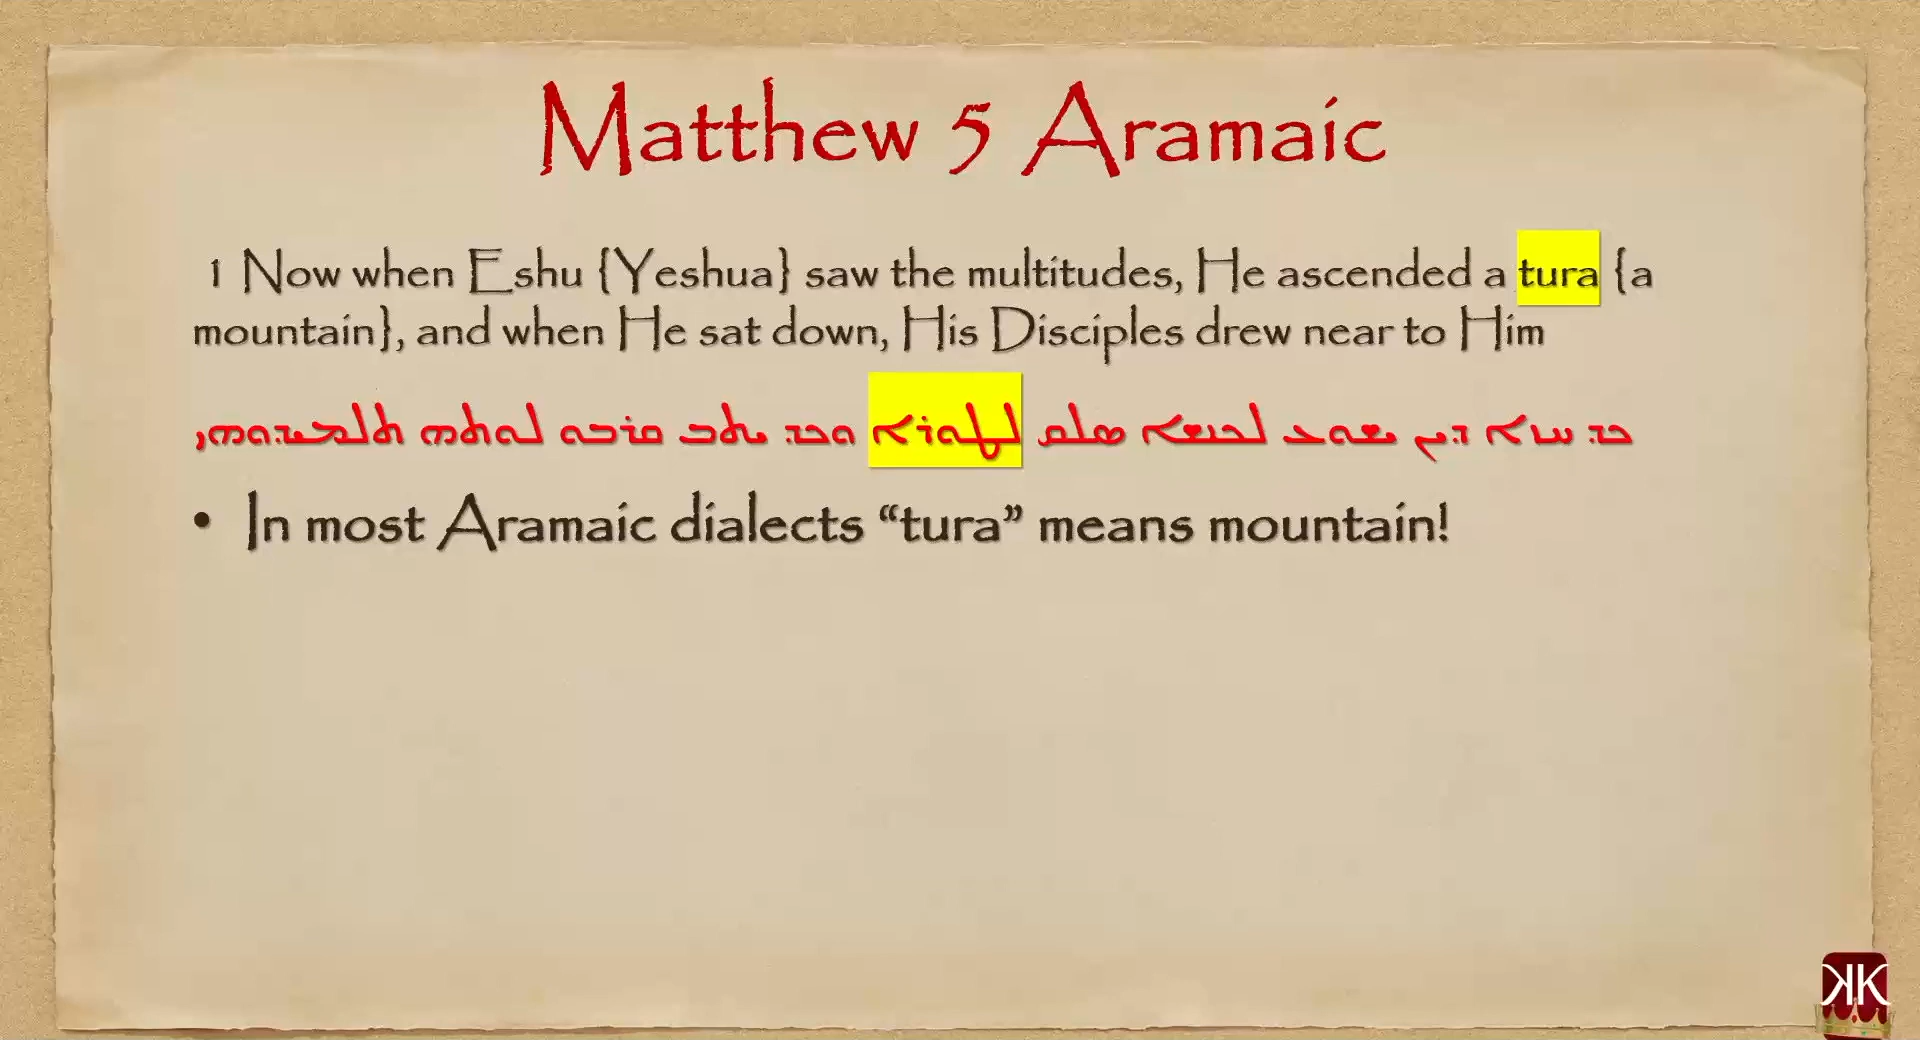 Matthew 5 Aramaic
1 Now when Eshu {Yeshua} saw the multitudes, He ascended a tura {a
mountain}, and when He sat down, His Disciples drew near to Him
ܟܕ ܚܙܐ ܕܝܢ ܝܫܘܥ ܠܟܢܫܐ ܣܠܩ ܠܛܘܪܐ ܘܟܕ ܝܬܒ ܩܪܒܘ ܠܘܬܗ ܬܠܡܝܕܘܗܝ
• In most Aramaic dialects “tura” means mountain!
KK